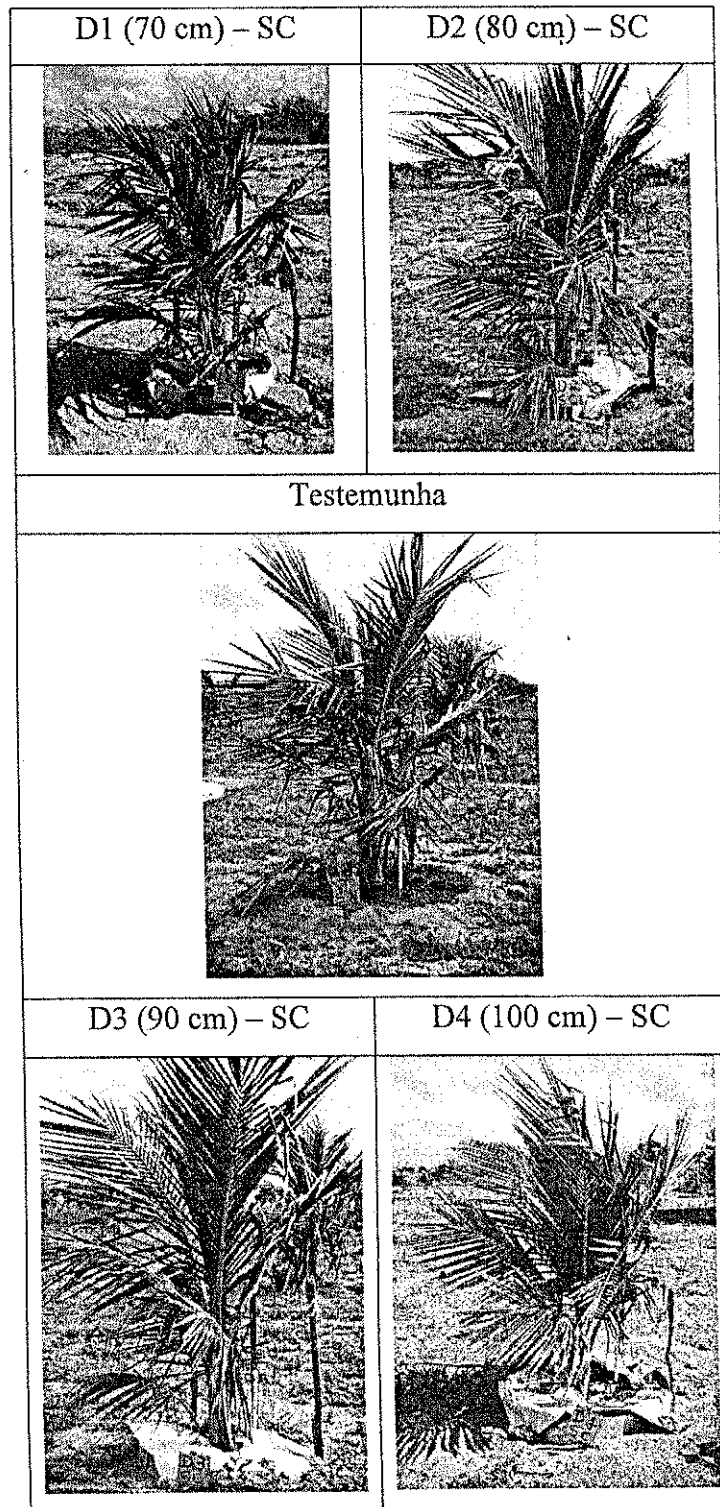 D1 (70 cm) – SC
D2 (80 cm) – SC
Testemunha
D3 (90 cm) – SC
D4 (100 cm) – SC